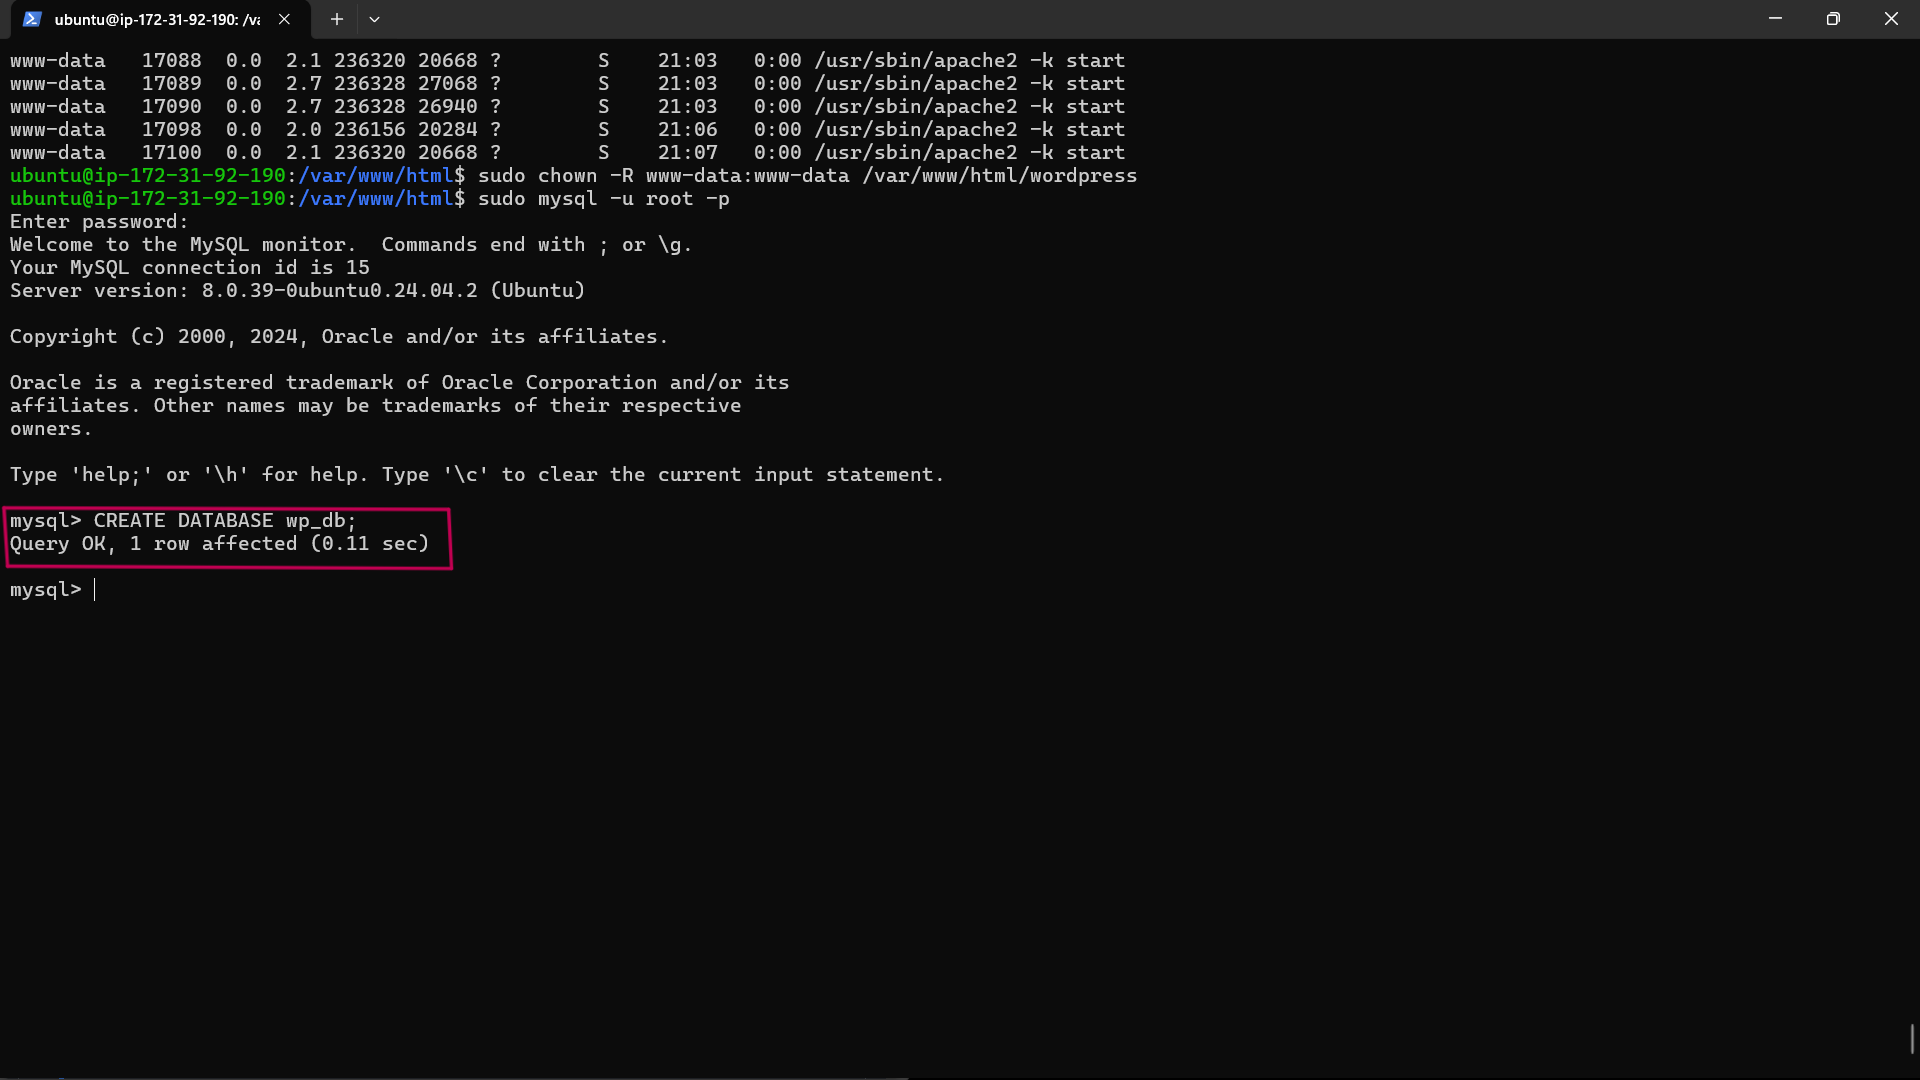 ubuntu@ip-172-31-92-190: /va
www-data   17088  0.0  2.1 236320 20668 ?        S    21:03   0:00 /usr/sbin/apache2 -k start
www-data   17089  0.0  2.7 236328 27068 ?        S    21:03   0:00 /usr/sbin/apache2 -k start
www-data   17090  0.0  2.7 236328 26940 ?        S    21:03   0:00 /usr/sbin/apache2 -k start
www-data   17098  0.0  2.0 236156 20284 ?        S    21:06   0:00 /usr/sbin/apache2 -k start
www-data   17100  0.0  2.1 236320 20668 ?        S    21:07   0:00 /usr/sbin/apache2 -k start
ubuntu@ip-172-31-92-190:/var/www/html$ sudo chown -R www-data:www-data /var/www/html/wordpress
ubuntu@ip-172-31-92-190:/var/www/html$ sudo mysql -u root -p
Enter password:
Welcome to the MySQL monitor.  Commands end with ; or \g.
Your MySQL connection id is 15
Server version: 8.0.39-0ubuntu0.24.04.2 (Ubuntu)
Copyright (c) 2000, 2024, Oracle and/or its affiliates.
Oracle is a registered trademark of Oracle Corporation and/or its
affiliates. Other names may be trademarks of their respective
owners.
Type 'help;' or '\h' for help. Type '\c' to clear the current input statement.
mysql> CREATE DATABASE wp_db;
Query OK, 1 row affected (0.11 sec)
mysql>